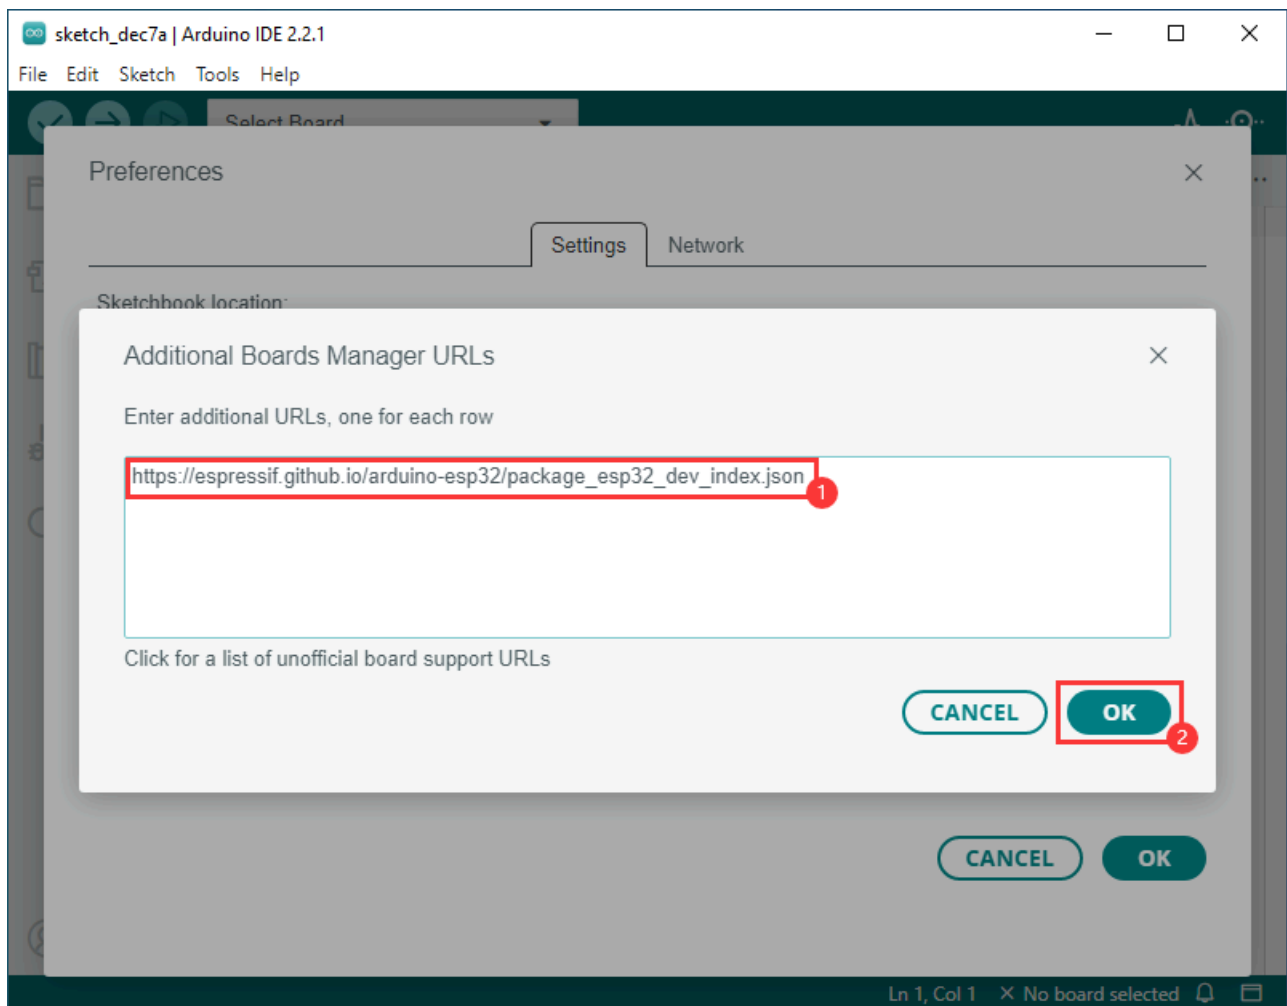 sketch_dec7a | Arduino IDE 2.2.1
File Edit Sketch Tools Help
Select Board
Preferences
Settings Network
Sketchbook location:
Additional Boards Manager URLs
Enter additional URLs, one for each row
https://espressif.github.io/arduino-esp32/package_esp32_dev_index.json
1
Click for a list of unofficial board support URLs
CANCEL OK
2
CANCEL OK
Ln 1, Col 1 × No board selected